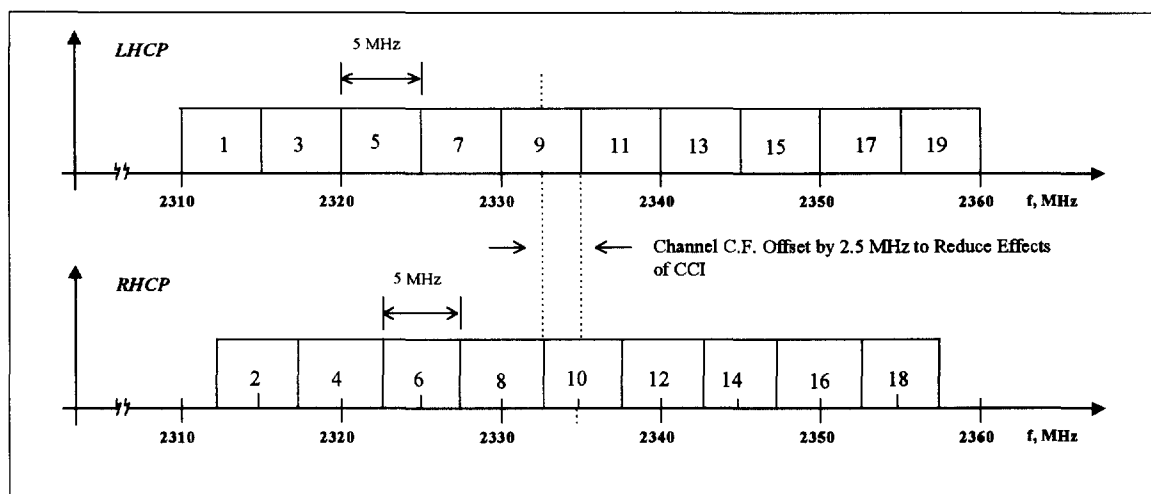 LHCP
5 MHz
1 3 5 7 9 11 13 15 17 19
2310 2320 2330 2340 2350 2360 f, MHz
Channel C.F. Offset by 2.5 MHz to Reduce Effects
of CCI
RHCP
5 MHz
2 4 6 8 10 12 14 16 18
2310 2320 2330 2340 2350 2360 f, MHz